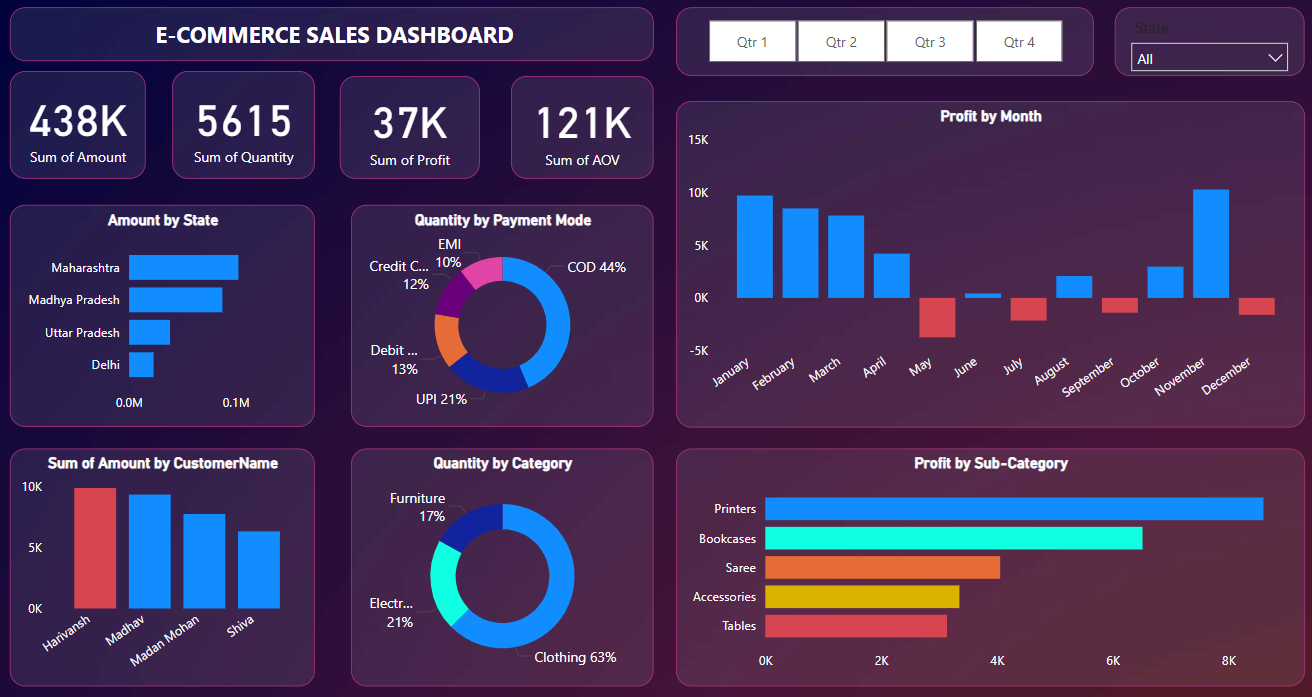 E-COMMERCE SALES DASHBOARD
Qtr 1
Qtr 2
Qtr 3
Qtr 4
State
All
438K
Sum of Amount
5615
Sum of Quantity
37K
Sum of Profit
121K
Sum of AOV
Profit by Month
15K
10K
5K
0K
-5K
January
February
March
April
May
June
July
August
September
October
November
December
Amount by State
Maharashtra
Madhya Pradesh
Uttar Pradesh
Delhi
0.0M
0.1M
Quantity by Payment Mode
EMI
10%
Credit C...
12%
COD 44%
Debit ...
13%
UPI 21%
Sum of Amount by CustomerName
10K
5K
0K
Harivansh
Madhav
Madan Mohan
Shiva
Quantity by Category
Furniture
17%
Electr...
21%
Clothing 63%
Profit by Sub-Category
Printers
Bookcases
Saree
Accessories
Tables
0K
2K
4K
6K
8K